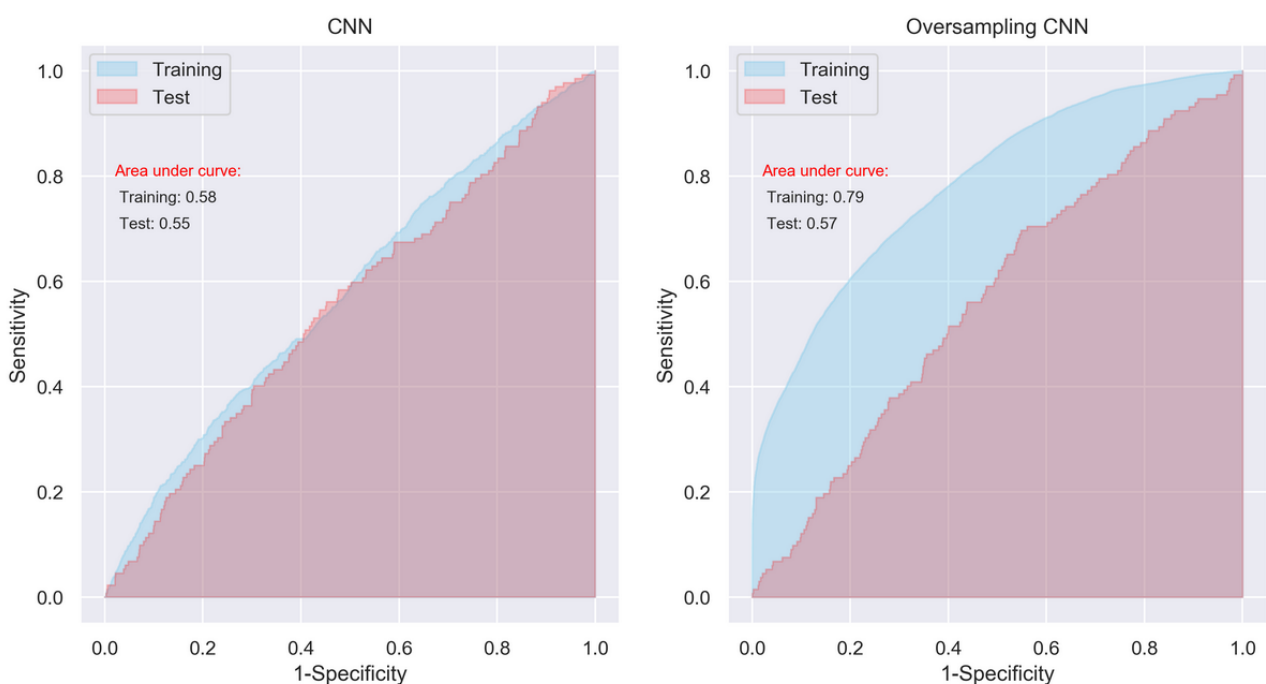 CNN
Training
Test
Area under curve:
Training: 0.58
Test: 0.55
1.0
0.8
0.6
0.4
0.2
0.0
Sensitivity
0.0 0.2 0.4 0.6 0.8 1.0
1-Specificity
Oversampling CNN
Training
Test
Area under curve:
Training: 0.79
Test: 0.57
1.0
0.8
0.6
0.4
0.2
0.0
Sensitivity
0.0 0.2 0.4 0.6 0.8 1.0
1-Specificity